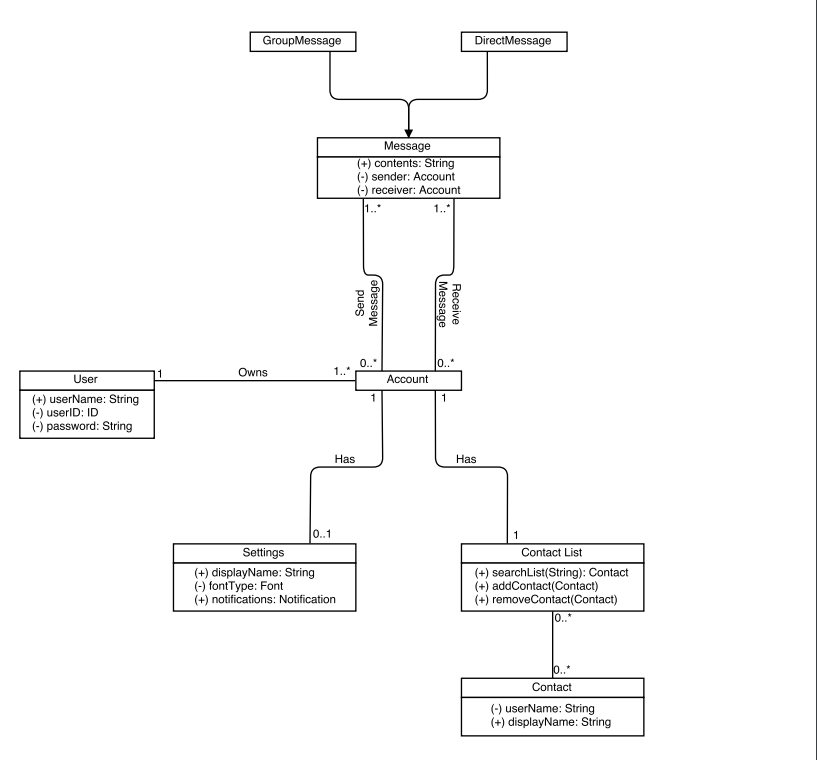 GroupMessage
DirectMessage
Message
(+) contents: String
(-) sender: Account
(-) receiver: Account
1..*
1..*
Send
Message
Receive
Message
0..*
0..*
User
(+) userName: String
(-) userID: ID
(-) password: String
1
Owns
1..*
Account
1
1
Has
Has
0..1
1
Settings
(+) displayName: String
(-) fontType: Font
(+) notifications: Notification
Contact List
(+) searchList(String): Contact
(+) addContact(Contact)
(+) removeContact(Contact)
0..*
0..*
Contact
(-) userName: String
(+) displayName: String